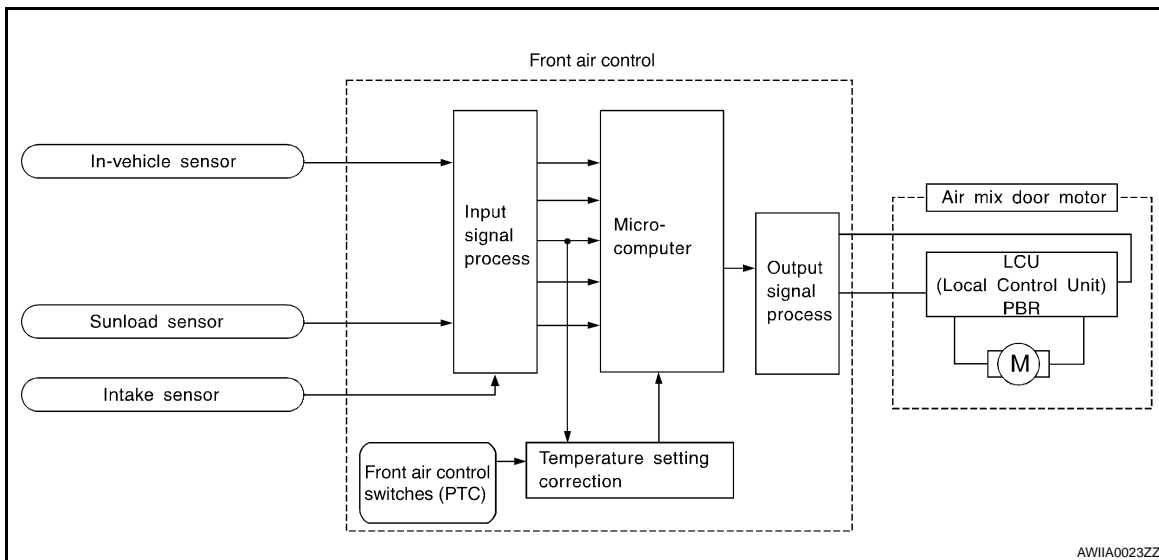 Front air control
In-vehicle sensor
Sunload sensor
Intake sensor
Input
signal
process
Micro-
computer
Output
signal
process
Air mix door motor
LCU
(Local Control Unit)
PBR
M
Front air control
switches (PTC)
Temperature setting
correction
AWIIA0023ZZ